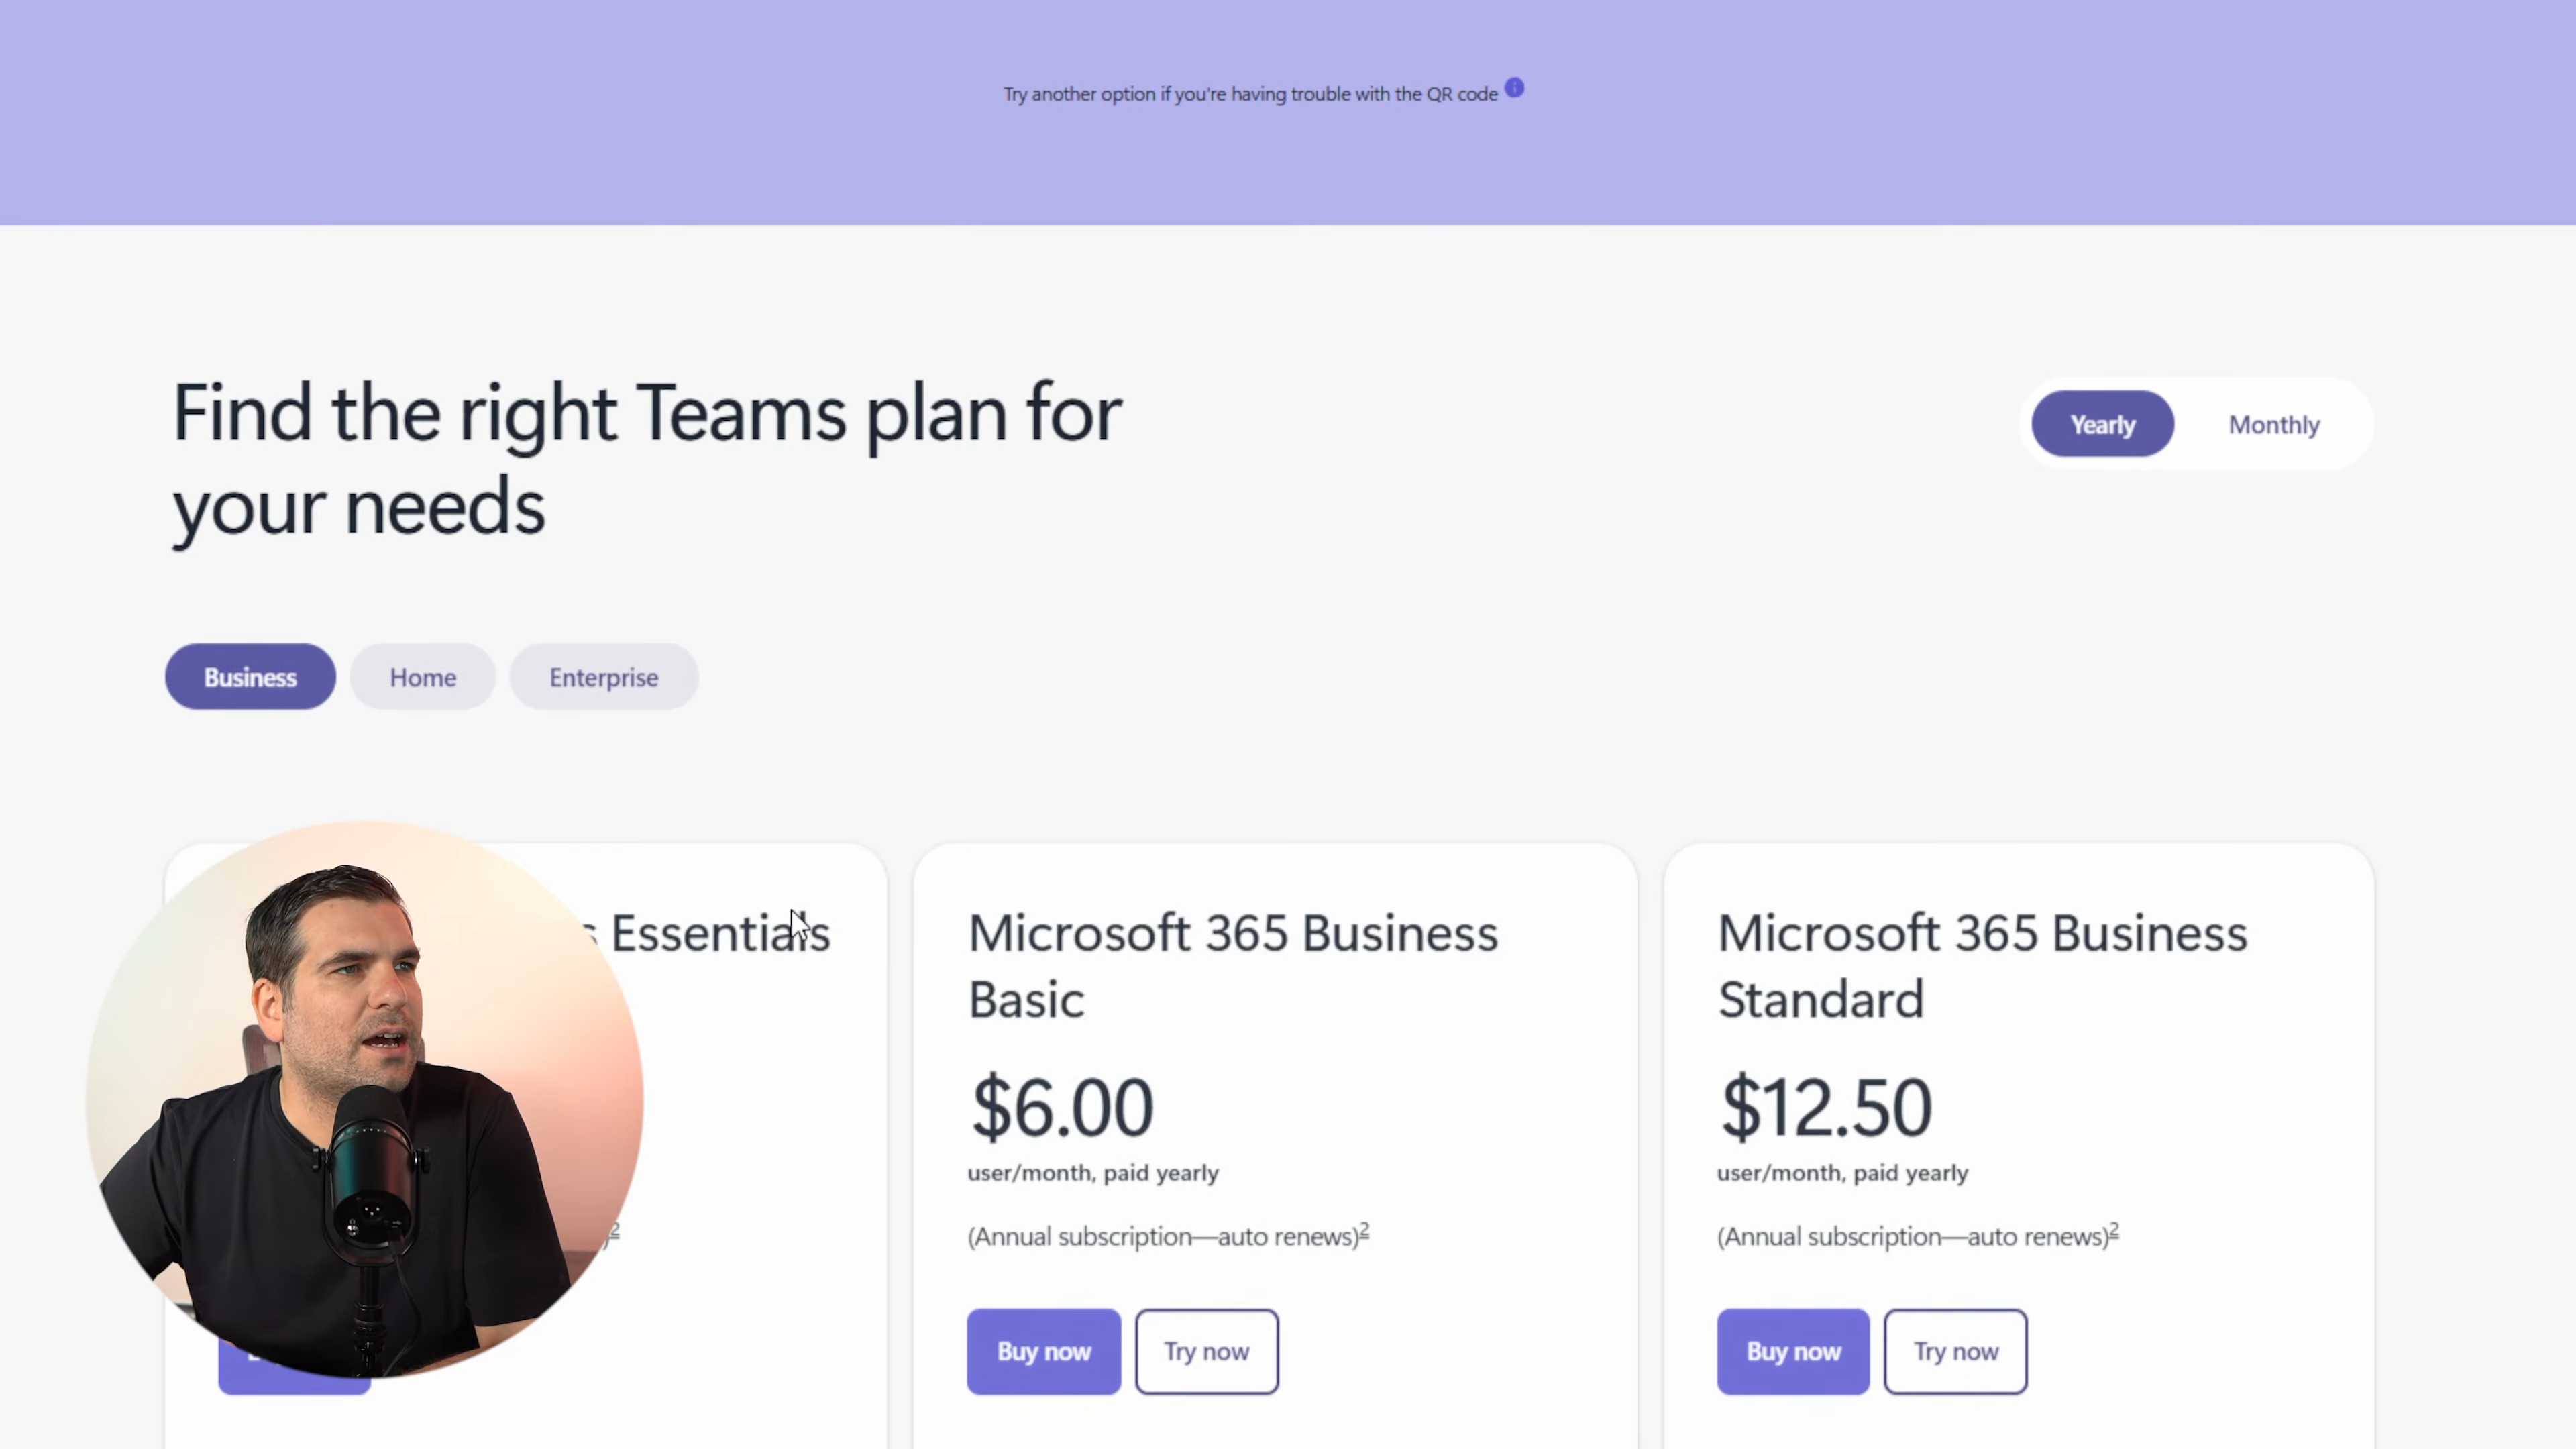 Try another option if you're having trouble with the QR code
Find the right Teams plan for
your needs
Yearly
Monthly
Business
Home
Enterprise
Essentials
2
Microsoft 365 Business
Basic
$6.00
user/month, paid yearly
(Annual subscription—auto renews)2
Buy now
Try now
Microsoft 365 Business
Standard
$12.50
user/month, paid yearly
(Annual subscription—auto renews)2
Buy now
Try now